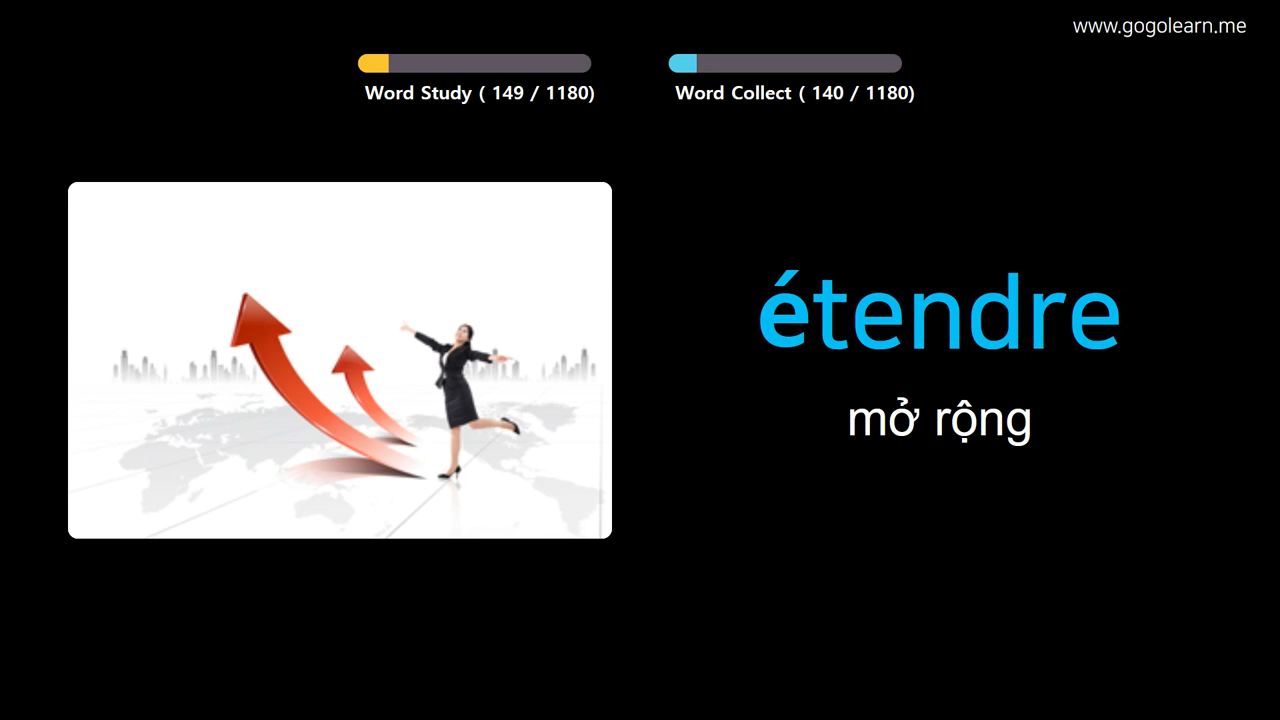 www.gogolearn.me
Word Study ( 149 / 1180)
Word Collect ( 140 / 1180)
étendre
mở rộng